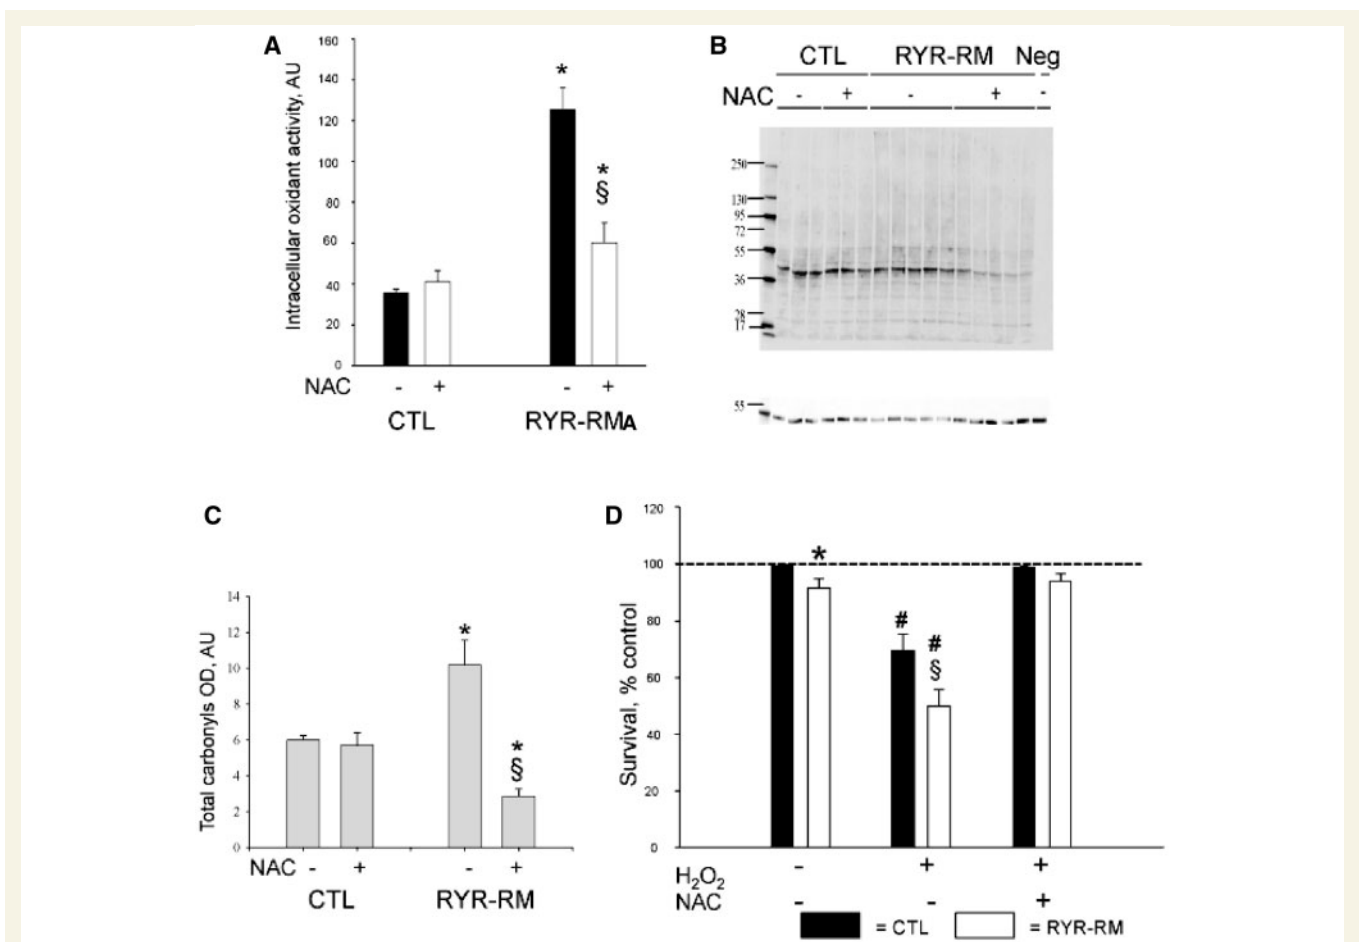 A
Intracellular oxidant activity, AU
160
140
120
100
80
60
40
20
0
*
*
§
NAC - + - +
CTL RYR-RMA
B
CTL RYR-RM Neg
NAC - + - + -
250
130
95
72
55
36
28
17
55
C
Total carbonyls OD, AU
14
12
10
8
6
4
2
0
*
*
§
NAC - + - +
CTL RYR-RM
D
Survival, % control
120
100
80
60
40
20
0
*
#
#
§
H₂O₂ - + +
NAC - - +
= CTL = RYR-RM